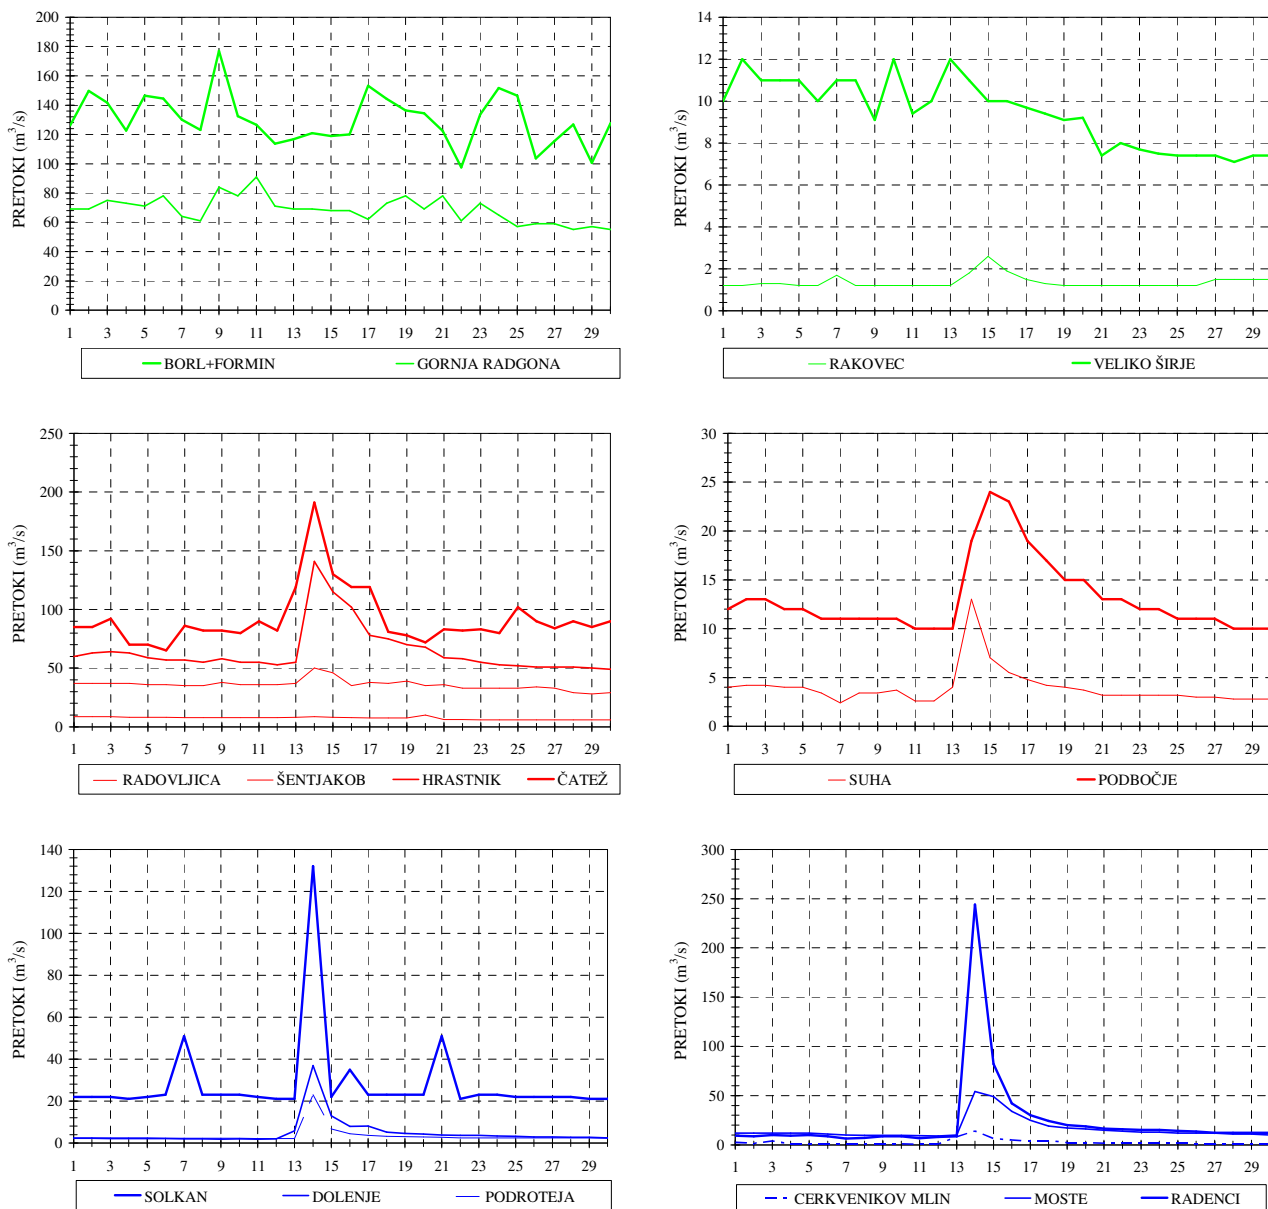 200
180
160
140
120
100
80
60
40
20
0
PRETOKI (m³/s)
1 3 5 7 9 11 13 15 17 19 21 23 25 27 29
BORL+FORMIN GORNJA RADGONA
14
12
10
8
6
4
2
0
PRETOKI (m³/s)
1 3 5 7 9 11 13 15 17 19 21 23 25 27 29
RAKOVEC VELIKO ŠIRJE
250
200
150
100
50
0
PRETOKI (m³/s)
1 3 5 7 9 11 13 15 17 19 21 23 25 27 29
RADOVLJICA ŠENTJAKOB HRASTNIK ČATEŽ
30
25
20
15
10
5
0
PRETOKI (m³/s)
1 3 5 7 9 11 13 15 17 19 21 23 25 27 29
SUHA PODBOČJE
140
120
100
80
60
40
20
0
PRETOKI (m³/s)
1 3 5 7 9 11 13 15 17 19 21 23 25 27 29
SOLKAN DOLENJE PODROTEJA
300
250
200
150
100
50
0
PRETOKI (m³/s)
1 3 5 7 9 11 13 15 17 19 21 23 25 27 29
CERKVENIKOV MLIN MOSTE RADENCI